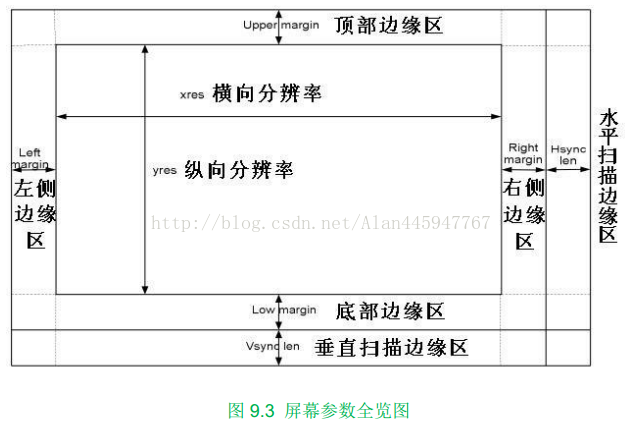 Upper margin 顶部边缘区
xres 横向分辨率
yres 纵向分辨率
Left
margin
左侧
边缘
区
Right
margin
右侧
边缘
区
Hsync
len
水平扫描边缘区
http://blog.csdn.net/Alan445947767
Low margin 底部边缘区
Vsync len 垂直扫描边缘区
图 9.3 屏幕参数全览图